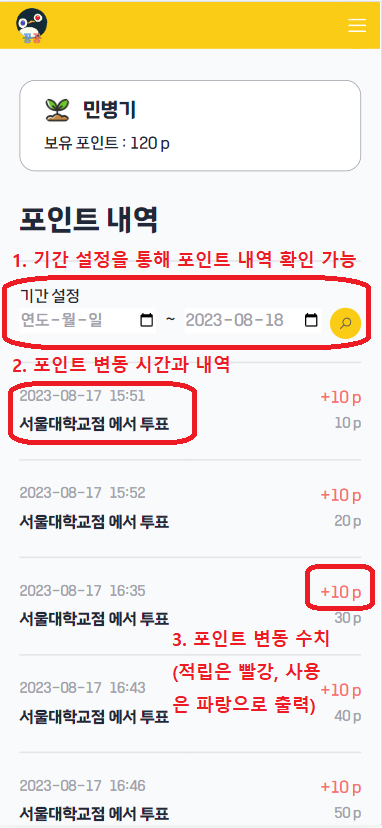 민병기
보유 포인트 : 120 p
포인트 내역
1. 기간 설정을 통해 포인트 내역 확인 가능
기간 설정
연도-월-일 ~ 2023-08-18
2. 포인트 변동 시간과 내역
2023-08-17 15:51 +10 p
서울대학교점 에서 투표 10 p
2023-08-17 15:52 +10 p
서울대학교점 에서 투표 20 p
2023-08-17 16:35 +10 p
서울대학교점 에서 투표 30 p
3. 포인트 변동 수치
(적립은 빨강, 사용
은 파랑으로 출력)
2023-08-17 16:43 +10 p
서울대학교점 에서 투표 40 p
2023-08-17 16:46 +10 p
서울대학교점 에서 투표 50 p